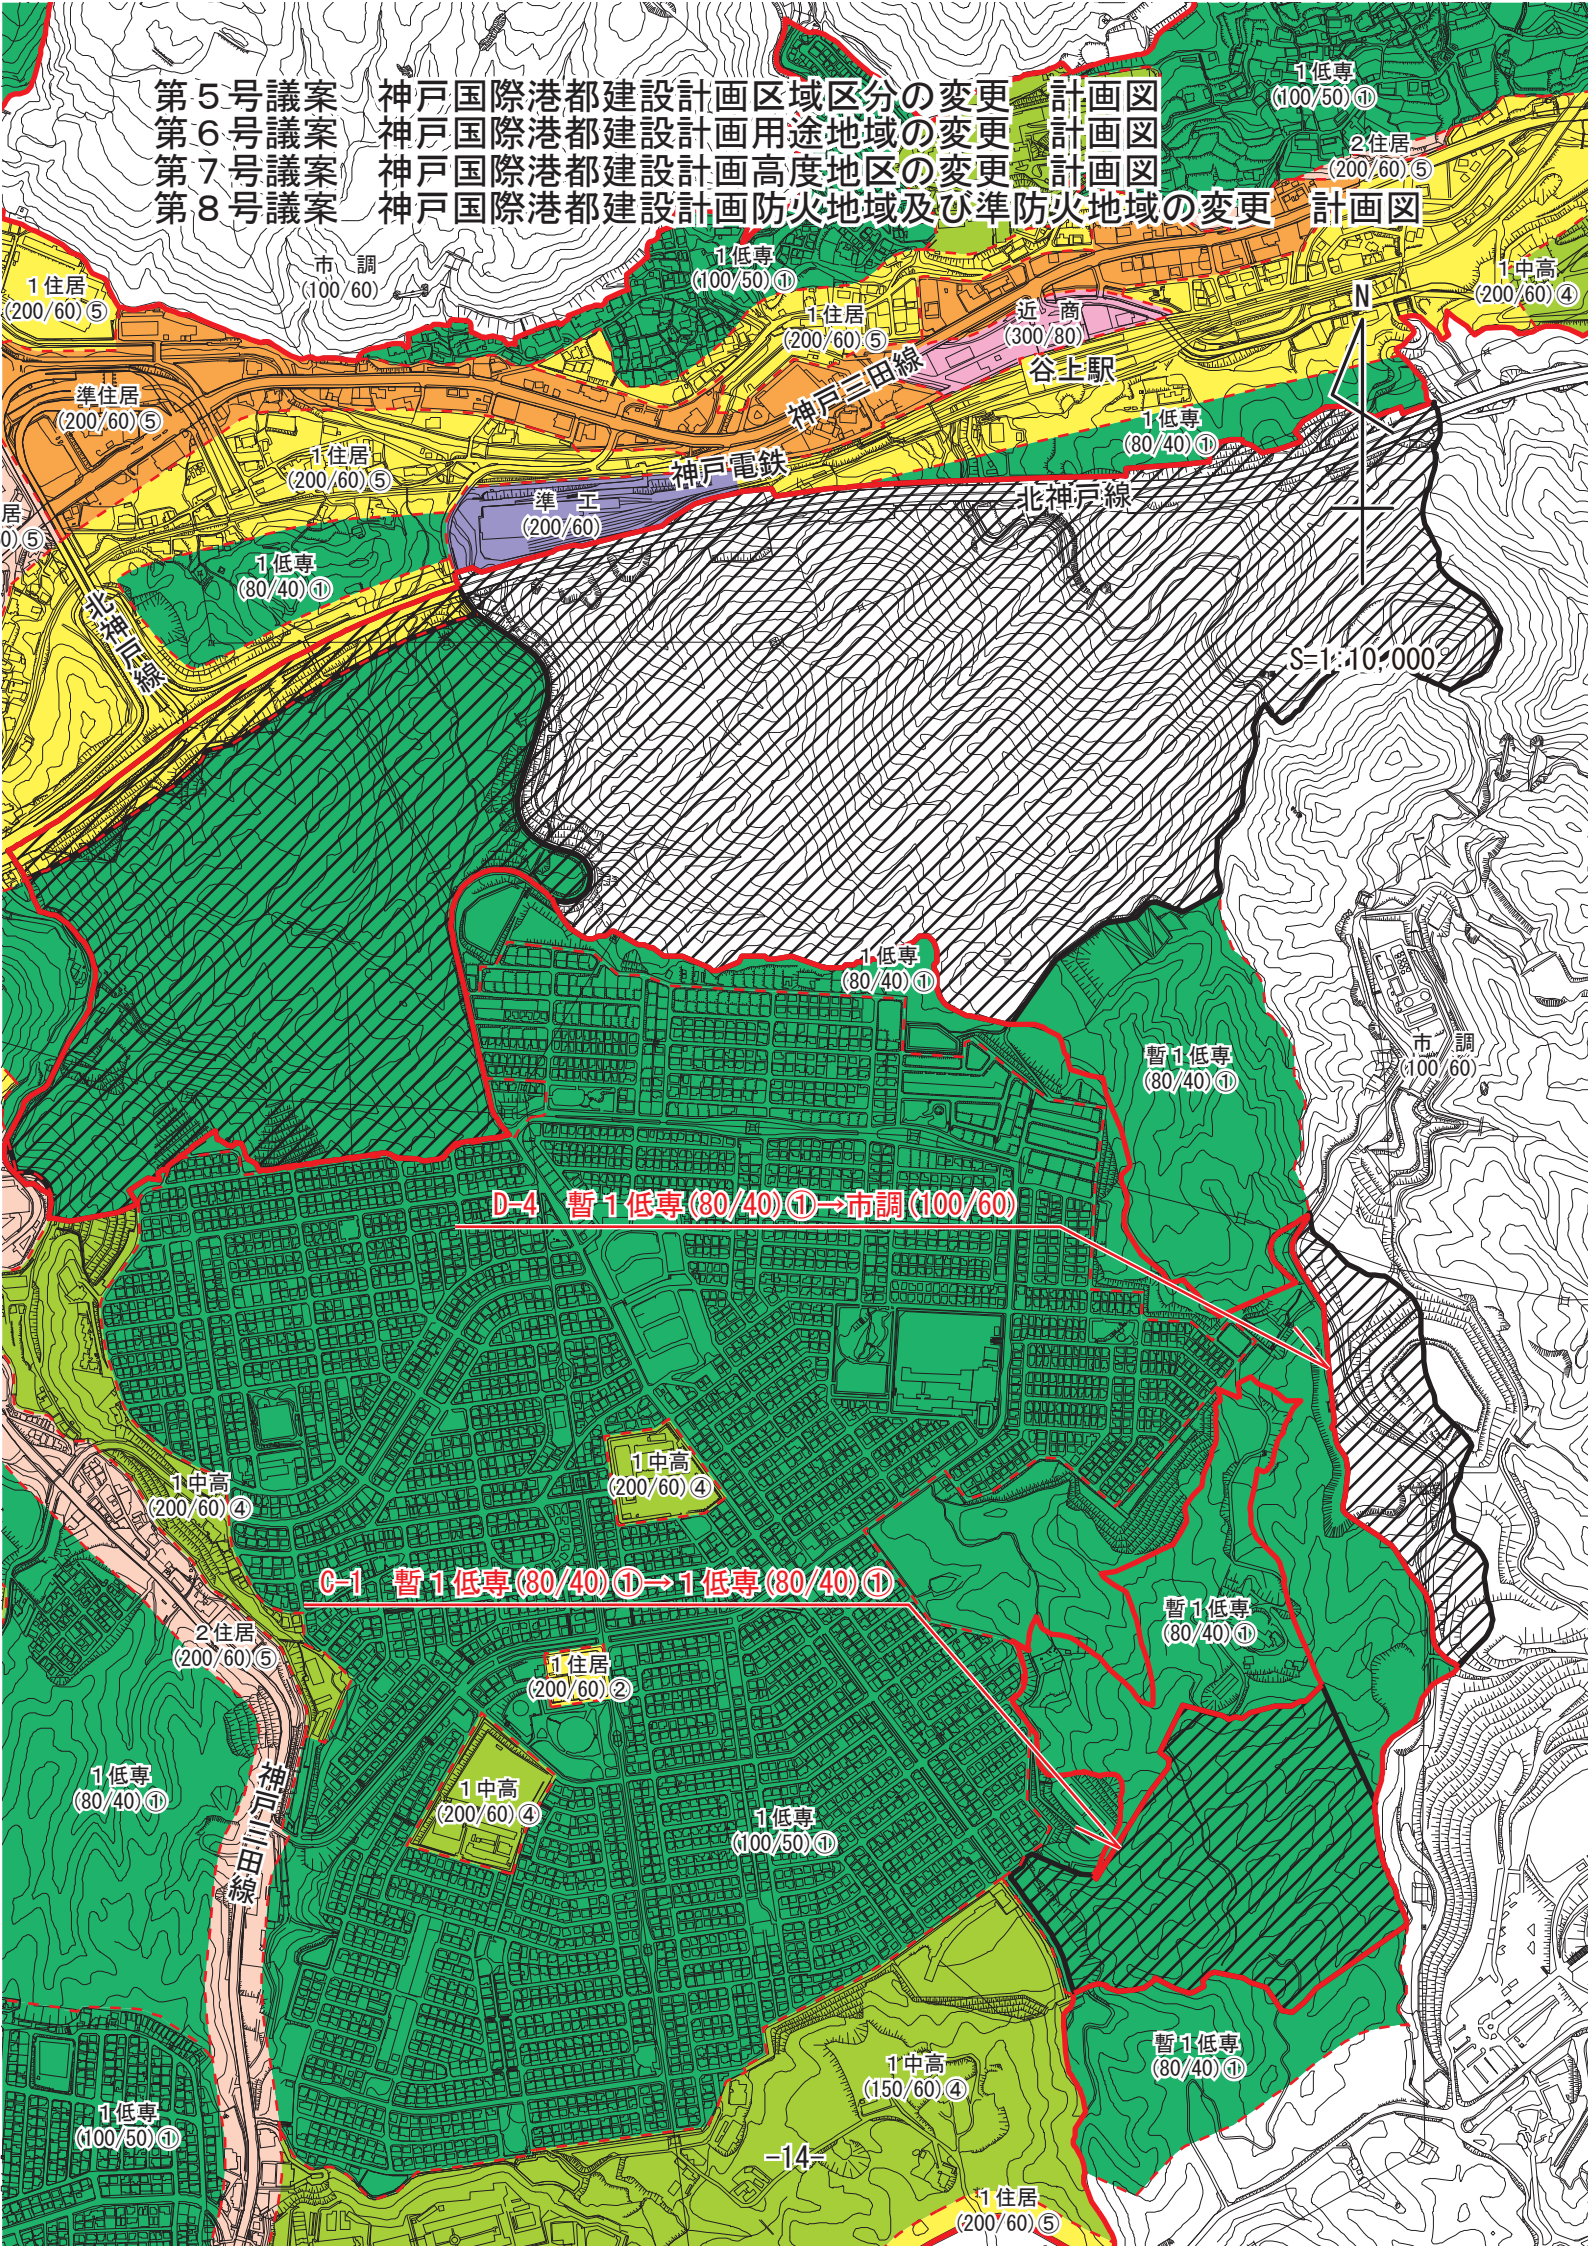 第５号議案　神戸国際港都建設計画区域区分の変更　計画図
第６号議案　神戸国際港都建設計画用途地域の変更　計画図
第７号議案　神戸国際港都建設計画高度地区の変更　計画図
第８号議案　神戸国際港都建設計画防火地域及び準防火地域の変更　計画図
１低専
(100/50)①
２住居
(200/60)⑤
市　調
(100/60)
１低専
(100/50)①
１住居
(200/60)⑤
１中高
(200/60)④
N
１住居
(200/60)⑤
近　商
(300/80)
谷上駅
神戸三田線
準住居
(200/60)⑤
１低専
(80/40)①
１住居
(200/60)⑤
神戸電鉄
北神戸線
準　工
(200/60)
居
0)⑤
１低専
(80/40)①
北神戸線
S=1:10,000
１低専
(80/40)①
暫１低専
(80/40)①
市　調
(100/60)
D-4　暫１低専(80/40)①→市調(100/60)
１中高
(200/60)④
１中高
(200/60)④
C-1　暫１低専(80/40)①→１低専(80/40)①
暫１低専
(80/40)①
２住居
(200/60)⑤
１住居
(200/60)②
１低専
(80/40)①
神戸三田線
１中高
(200/60)④
１低専
(100/50)①
暫１低専
(80/40)①
１中高
(150/60)④
１低専
(100/50)①
-14-
１住居
(200/60)⑤